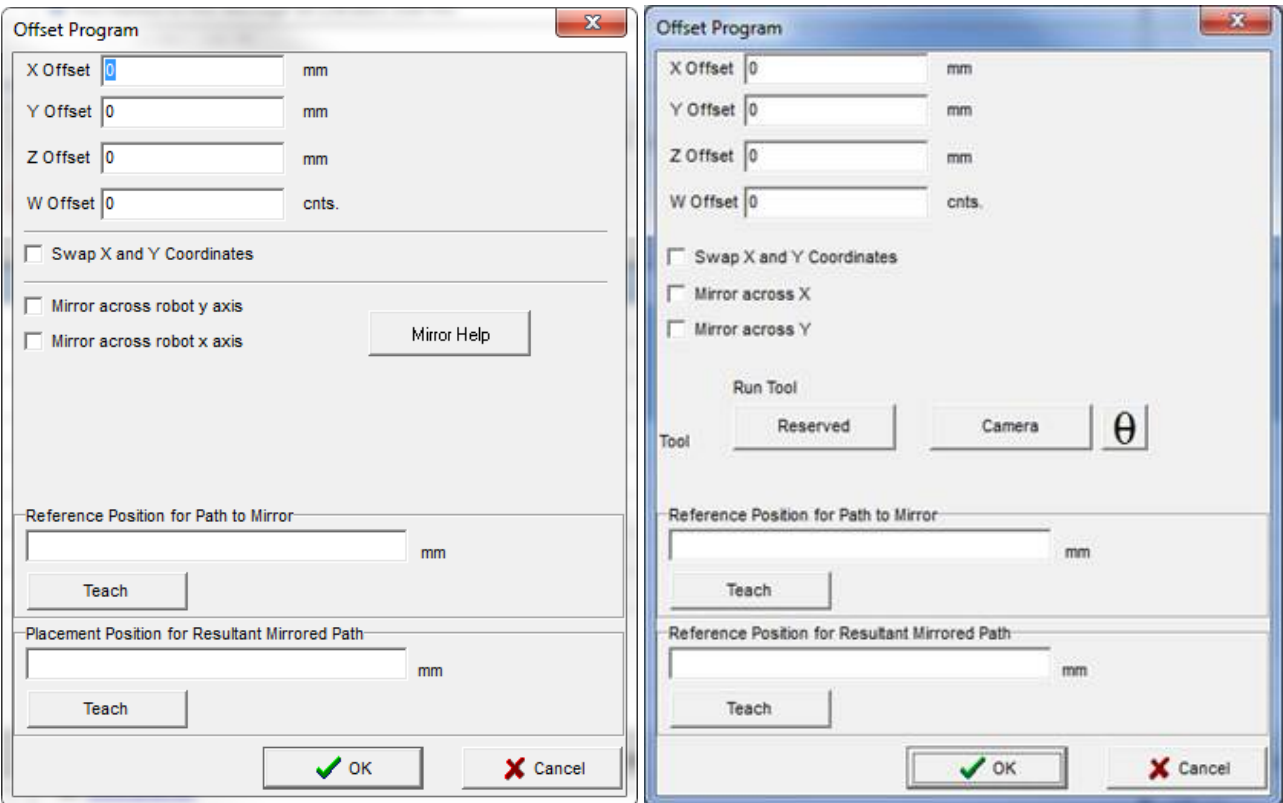 Offset Program
X Offset 0 mm
Y Offset 0 mm
Z Offset 0 mm
W Offset 0 cnts.
Swap X and Y Coordinates
Mirror across robot y axis
Mirror across robot x axis
Mirror Help
Reference Position for Path to Mirror
mm
Teach
Placement Position for Resultant Mirrored Path
mm
Teach
OK Cancel
Offset Program
X Offset 0 mm
Y Offset 0 mm
Z Offset 0 mm
W Offset 0 cnts.
Swap X and Y Coordinates
Mirror across X
Mirror across Y
Run Tool
Tool Reserved Camera θ
Reference Position for Path to Mirror
mm
Teach
Reference Position for Resultant Mirrored Path
mm
Teach
OK Cancel